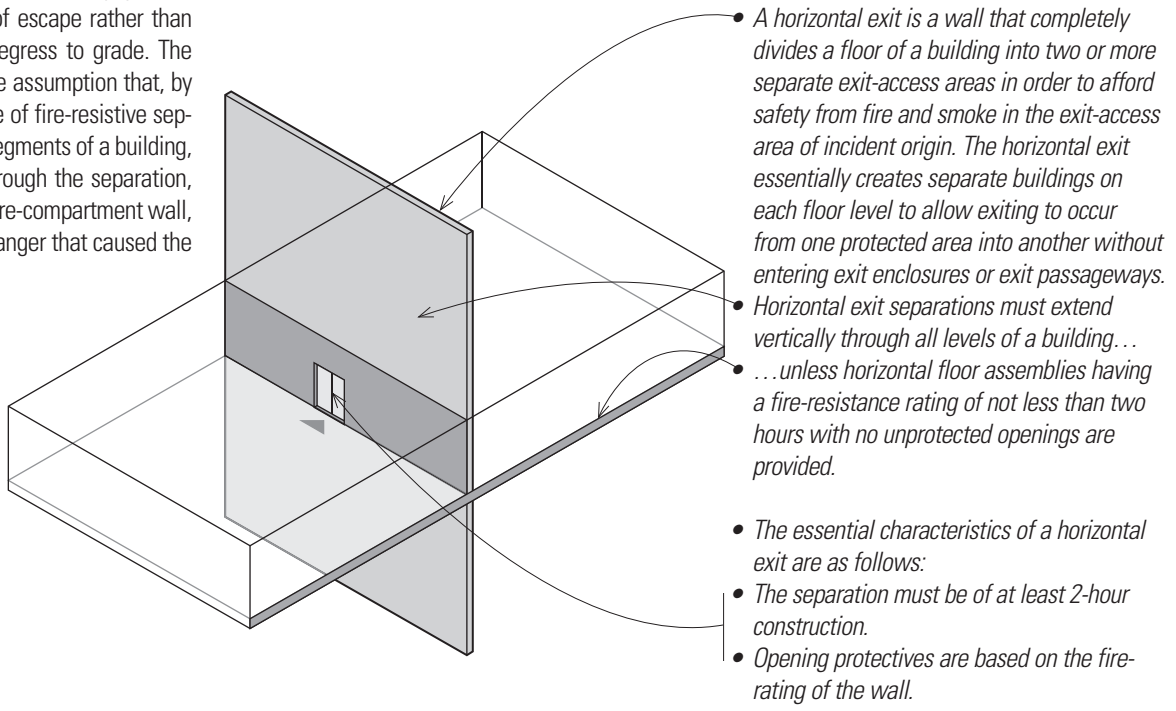 of escape rather than
egress to grade. The
e assumption that, by
e of fire-resistive sep-
egments of a building,
rough the separation,
re-compartment wall,
anger that caused the
• A horizontal exit is a wall that completely
divides a floor of a building into two or more
separate exit-access areas in order to afford
safety from fire and smoke in the exit-access
area of incident origin. The horizontal exit
essentially creates separate buildings on
each floor level to allow exiting to occur
from one protected area into another without
entering exit enclosures or exit passageways.
• Horizontal exit separations must extend
vertically through all levels of a building…
• …unless horizontal floor assemblies having
a fire-resistance rating of not less than two
hours with no unprotected openings are
provided.
• The essential characteristics of a horizontal
exit are as follows:
• The separation must be of at least 2-hour
construction.
• Opening protectives are based on the fire-
rating of the wall.